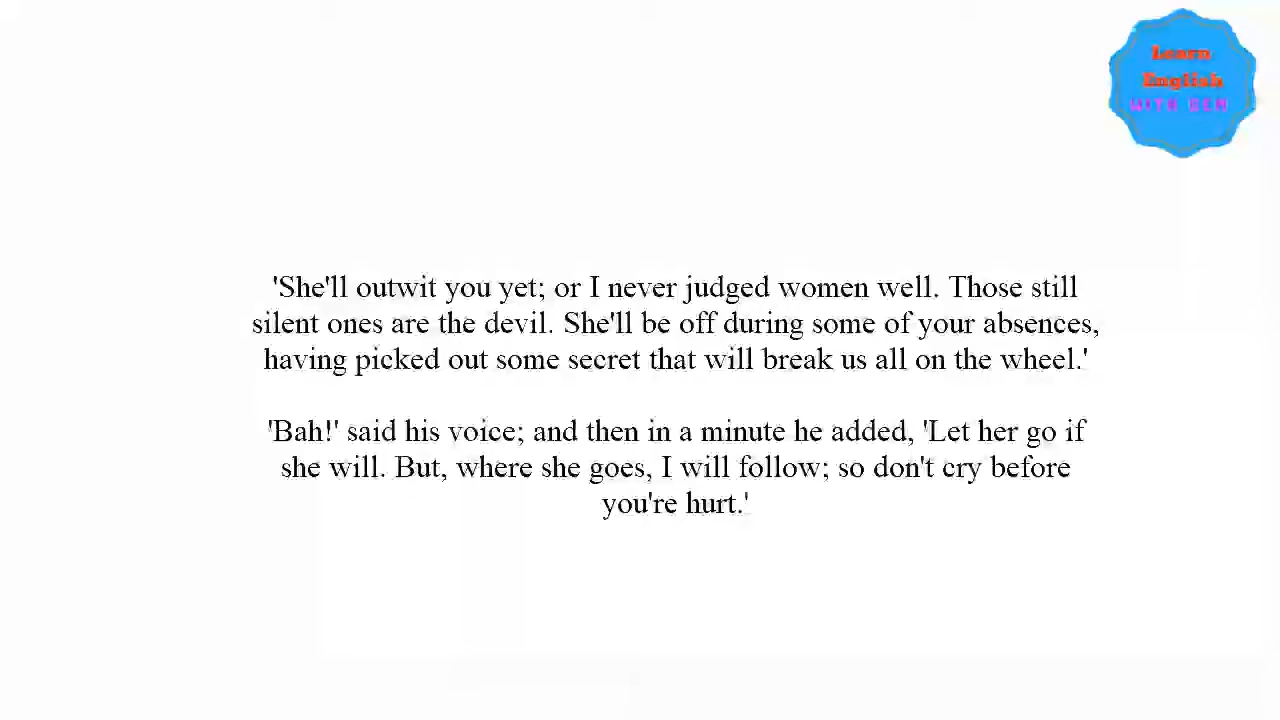 Learn
English
WITH GEM
'She'll outwit you yet; or I never judged women well. Those still
silent ones are the devil. She'll be off during some of your absences,
having picked out some secret that will break us all on the wheel.'
'Bah!' said his voice; and then in a minute he added, 'Let her go if
she will. But, where she goes, I will follow; so don't cry before
you're hurt.'